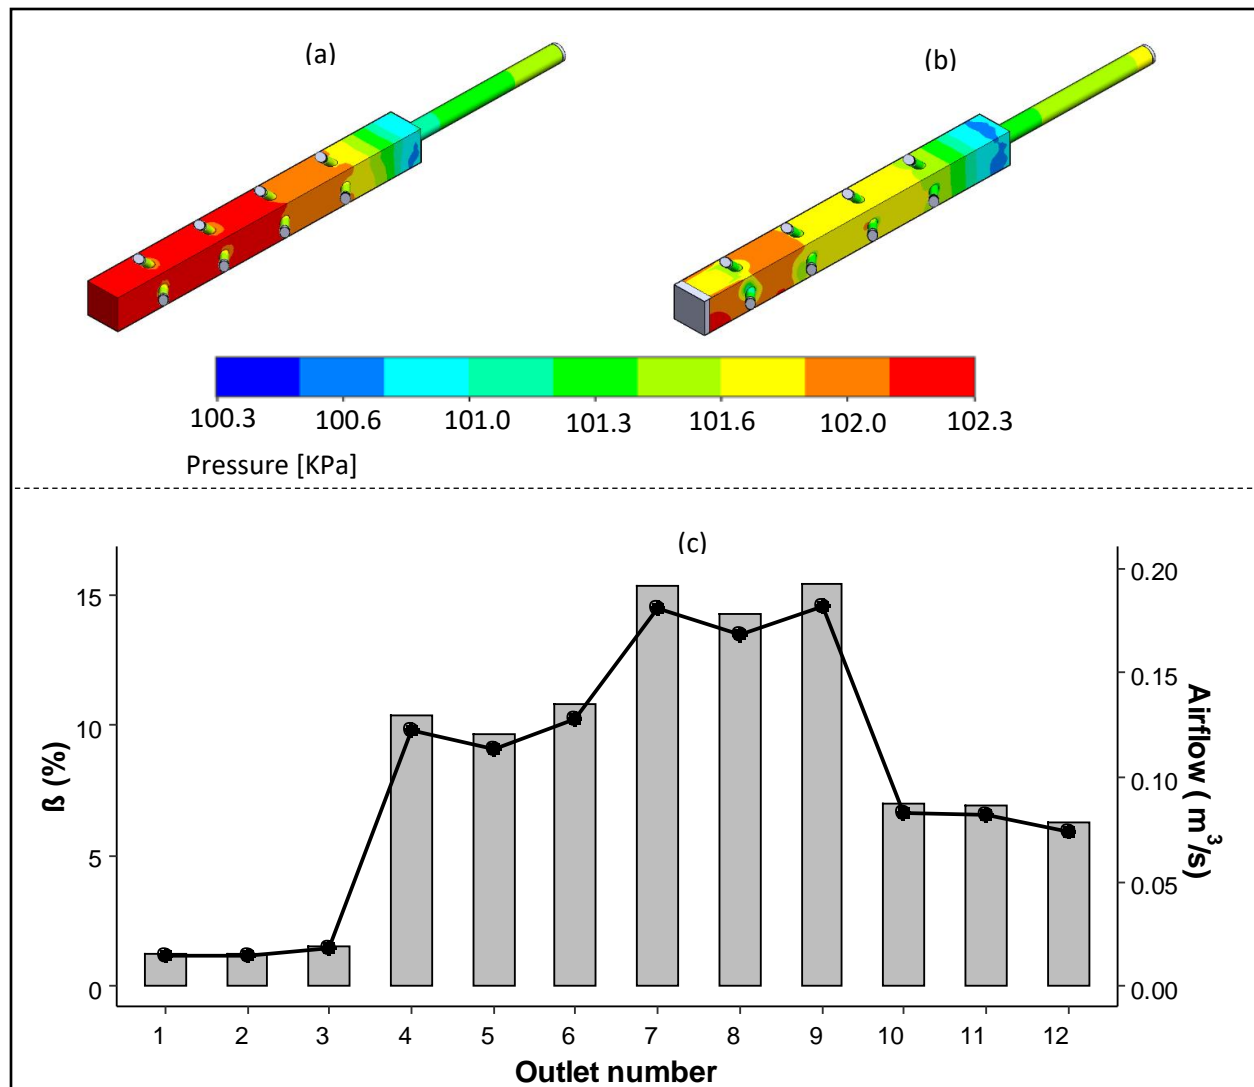 (a)
(b)
100.3 100.6 101.0 101.3 101.6 102.0 102.3
Pressure [KPa]
(c)
15
10
5
0
ß (%)
0.20
0.15
0.10
0.05
0.00
Airflow ( m³/s)
1 2 3 4 5 6 7 8 9 10 11 12
Outlet number